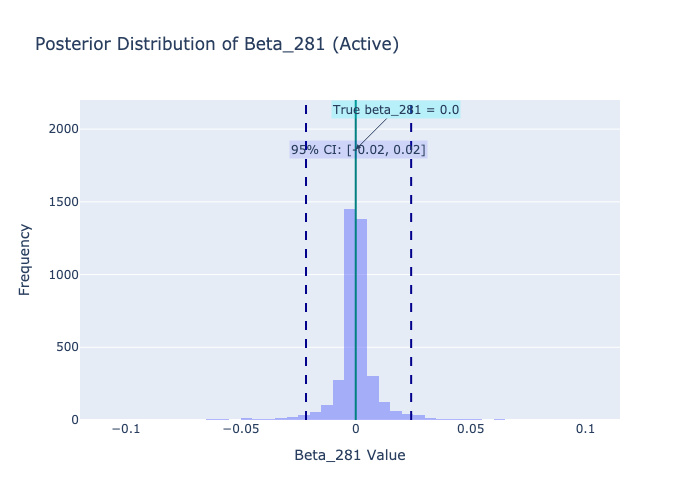 Posterior Distribution of Beta_281 (Active)
True beta_281 = 0.0
95% CI: [-0.02, 0.02]
2000
1500
1000
500
0
Frequency
−0.1
−0.05
0
0.05
0.1
Beta_281 Value